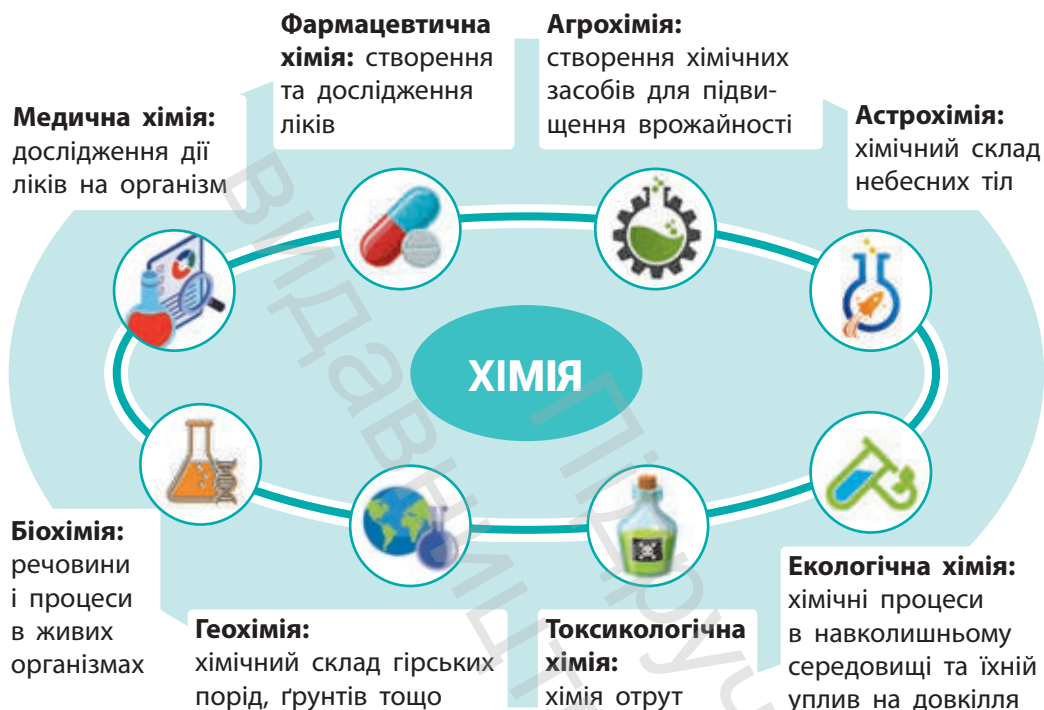 Фармацевтична
хімія: створення
та дослідження
ліків
Агрохімія:
створення хімічних
засобів для підви-
щення врожайності
Медична хімія:
дослідження дії
ліків на організм
Астрохімія:
хімічний склад
небесних тіл
ХІМІЯ
Біохімія:
речовини
і процеси
в живих
організмах
Геохімія:
хімічний склад гірських
порід, ґрунтів тощо
Токсикологічна
хімія:
хімія отрут
Екологічна хімія:
хімічні процеси
в навколишньому
середовищі та їхній
уплив на довкілля